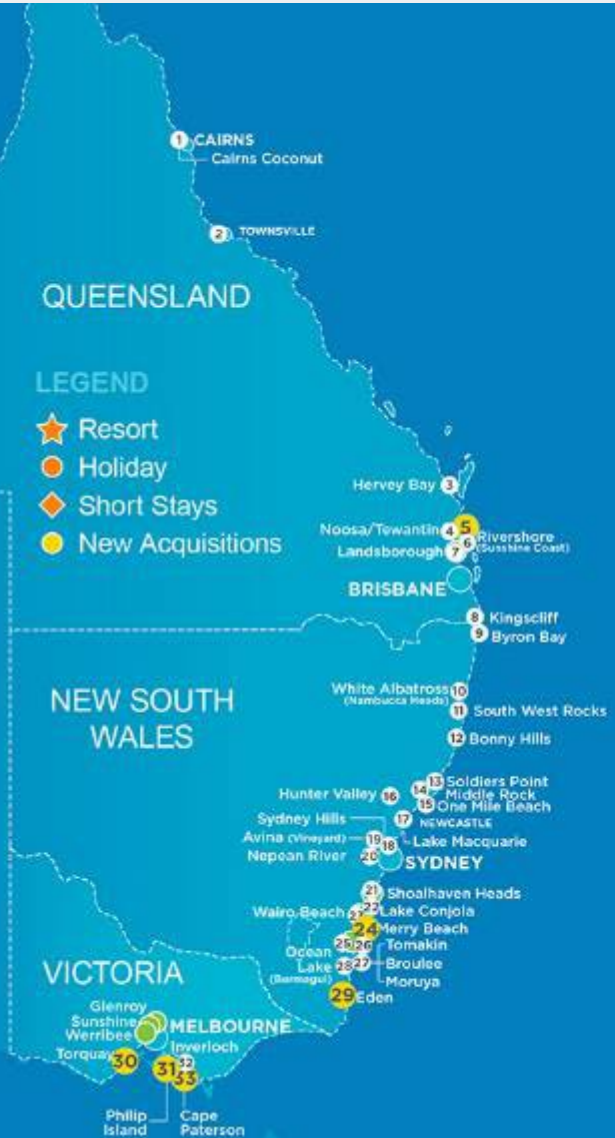 1 CAIRNS
Cairns Coconut
2 TOWNSVILLE
QUEENSLAND
LEGEND
Resort
Holiday
Short Stays
New Acquisitions
Hervey Bay 3
Noosa/Tewantin 4 5
6 Rivershore
(Sunshine Coast)
Landsborough 7
BRISBANE
8 Kingscliff
9 Byron Bay
NEW SOUTH
WALES
White Albatross 10
(Nambucca Heads)
11 South West Rocks
12 Bonny Hills
13 Soldiers Point
14 Middle Rock
Hunter Valley 16
15 One Mile Beach
Sydney Hills
17 NEWCASTLE
Avina (Vineyard) 19 18
Lake Macquarie
Nepean River 20
SYDNEY
21 Shoalhaven Heads
22 Lake Conjola
Wairo Beach 23
24 Merry Beach
25 26 Tomakin
Ocean
Lake
(Bermagui)
28 27 Broulee
Moruya
VICTORIA
29 Eden
Glenroy
Sunshine
Werribee
MELBOURNE
Inverloch
Torquay 30
31 32
33
Phillip
Island
Cape
Paterson